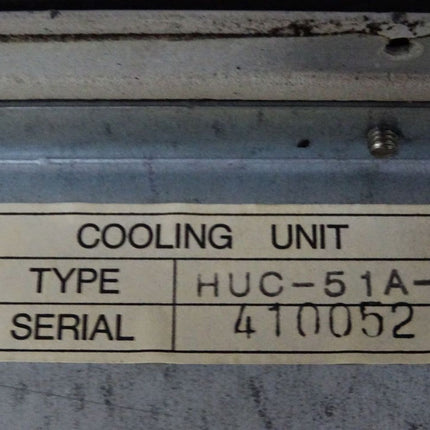 COOLING UNIT
TYPE HUC-51A-
SERIAL 410052